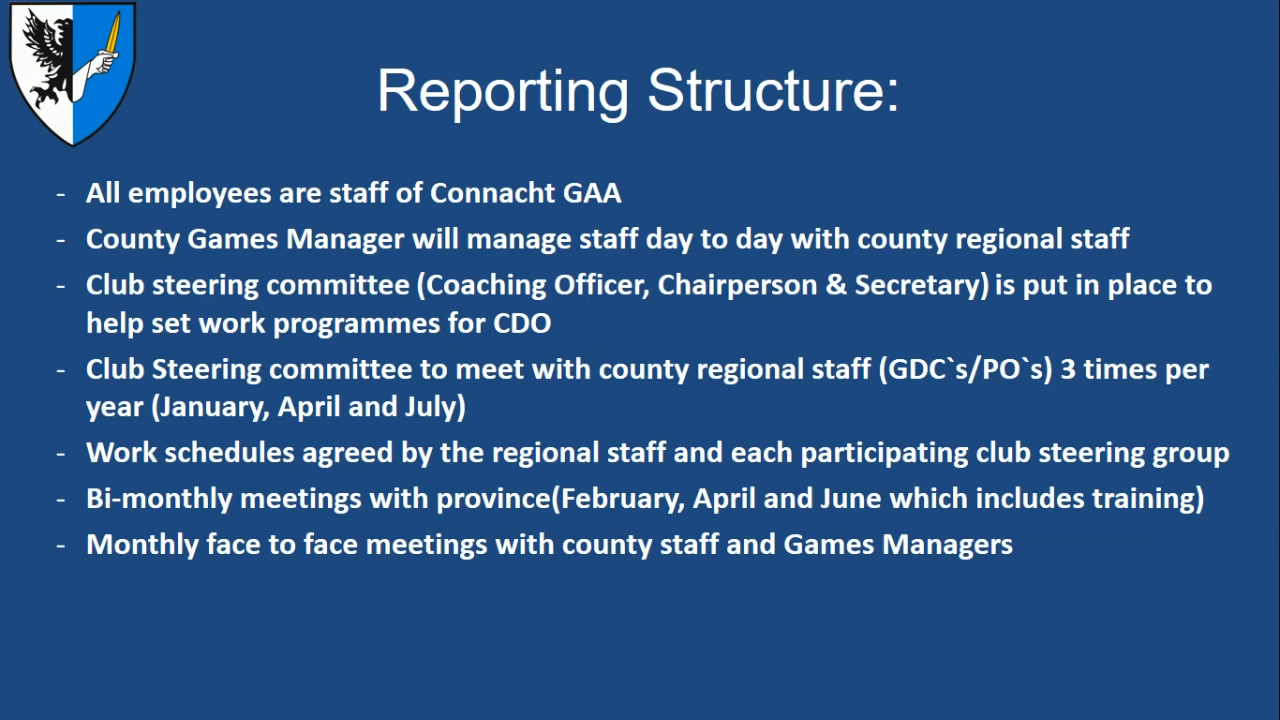 Reporting Structure:
- All employees are staff of Connacht GAA
- County Games Manager will manage staff day to day with county regional staff
- Club steering committee (Coaching Officer, Chairperson & Secretary) is put in place to
help set work programmes for CDO
- Club Steering committee to meet with county regional staff (GDC`s/PO`s) 3 times per
year (January, April and July)
- Work schedules agreed by the regional staff and each participating club steering group
- Bi-monthly meetings with province(February, April and June which includes training)
- Monthly face to face meetings with county staff and Games Managers